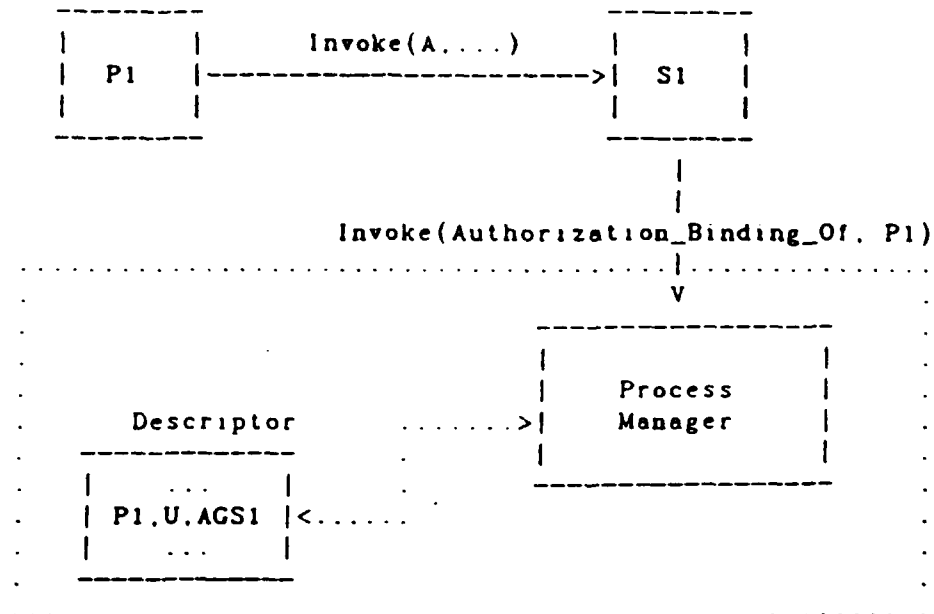 Invoke(A,....)
P1
S1
Invoke(Authorization_Binding_Of, P1)
Process
Descriptor
Manager
...
P1,U,AGS1
...